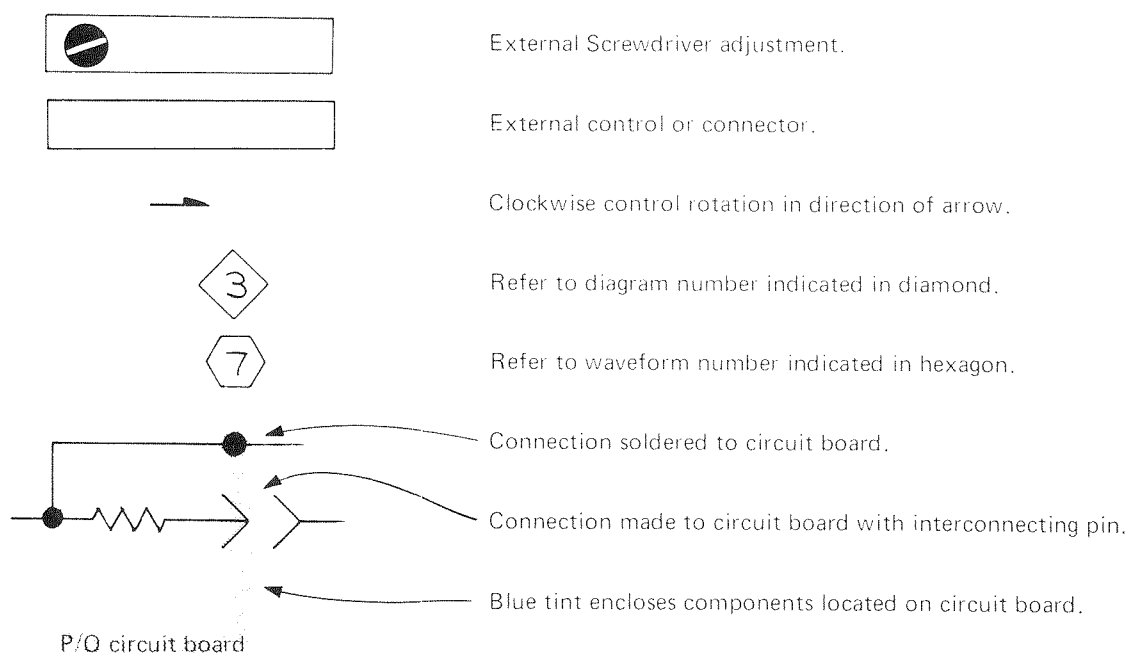 External Screwdriver adjustment.
External control or connector.
Clockwise control rotation in direction of arrow.
3
Refer to diagram number indicated in diamond.
7
Refer to waveform number indicated in hexagon.
Connection soldered to circuit board.
Connection made to circuit board with interconnecting pin.
Blue tint encloses components located on circuit board.
P/O circuit board